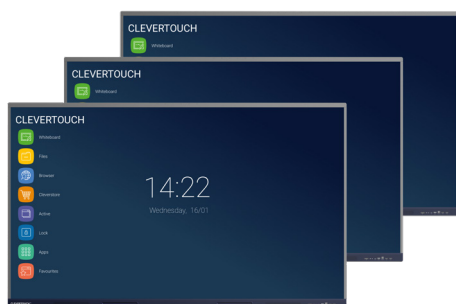 CLEVERTOUCH
Whiteboard
CLEVERTOUCH
Whiteboard
CLEVERTOUCH
Whiteboard
Files
Browser
Cleverstore
Active
Lock
Apps
Favourites
14:22
Wednesday, 16/01